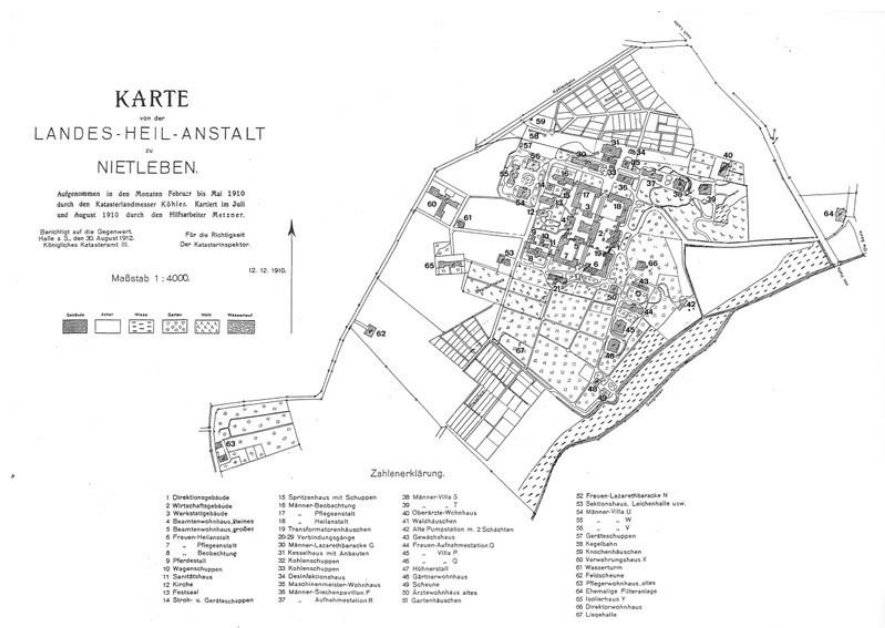 KARTE
von der
LANDES-HEIL-ANSTALT
zu
NIETLEBEN.
Aufgenommen in den Monaten Februar bis Mai 1910
durch den Katasterlandmesser Köhler. Kartiert im Juli
und August 1910 durch den Hilfsarbeiter Metzner.
Berichtigt auf die Gegenwart.
Halle a. S., den 30. August 1912.
Königliches Katasteramt III.
Für die Richtigkeit
Der Katasterinspektor.
12. 12. 1910.
Maßstab 1 : 4000.
Gebäude Acker Wiese Garten Wald Wasserlauf
Zahlenerklärung.
1 Direktionsgebäude
2 Wirtschaftsgebäude
3 Werkstattgebäude
4 Beamtenwohnhaus, kleines
5 Beamtenwohnhaus, großes
6 Frauen-Heilanstalt
7 " Pflegeanstalt
8 " Beobachtung
9 Pferdestall
10 Wagenschuppen
11 Sanitätshaus
12 Kirche
13 Festsaal
14 Stroh- u. Geräteschuppen
15 Spritzenhaus mit Schuppen
16 Männer-Beobachtung
17 " Pflegeanstalt
18 " Heilanstalt
19 Transformatorenhäuschen
20-29 Verbindungsgänge
30 Männer-Lazarethbaracke G
31 Kesselhaus mit Anbauten
32 Kohlenschuppen
33 Kohlenschuppen
34 Desinfektionshaus
35 Maschinenmeister-Wohnhaus
36 Männer-Siechenpavillon F
37 " Aufnahmestation R
38 Männer-Villa S
39 " " T
40 Oberärzte-Wohnhaus
41 Waldhäuschen
42 Alte Pumpstation m. 2 Schächten
43 Gewächshaus
44 Frauen-Aufnahmestation O
45 " Villa P.
46 " " Q
47 Hühnerstall
48 Gärtnerwohnhaus
49 Scheune
50 Ärztewohnhaus altes
51 Gartenhäuschen
52 Frauen-Lazarethbaracke N
53 Sektionshaus, Leichenhalle usw.
54 Männer-Villa U
55 " " W
56 " " V
57 Geräteschuppen
58 Kegelbahn
59 Knochenhäuschen
60 Verwahrungshaus X
61 Wasserturm
62 Feldscheune
63 Pflegerwohnhaus, altes
64 Ehemalige Filteranlage
65 Isolierhaus Y
66 Direktorwohnhaus
67 Liegehalle